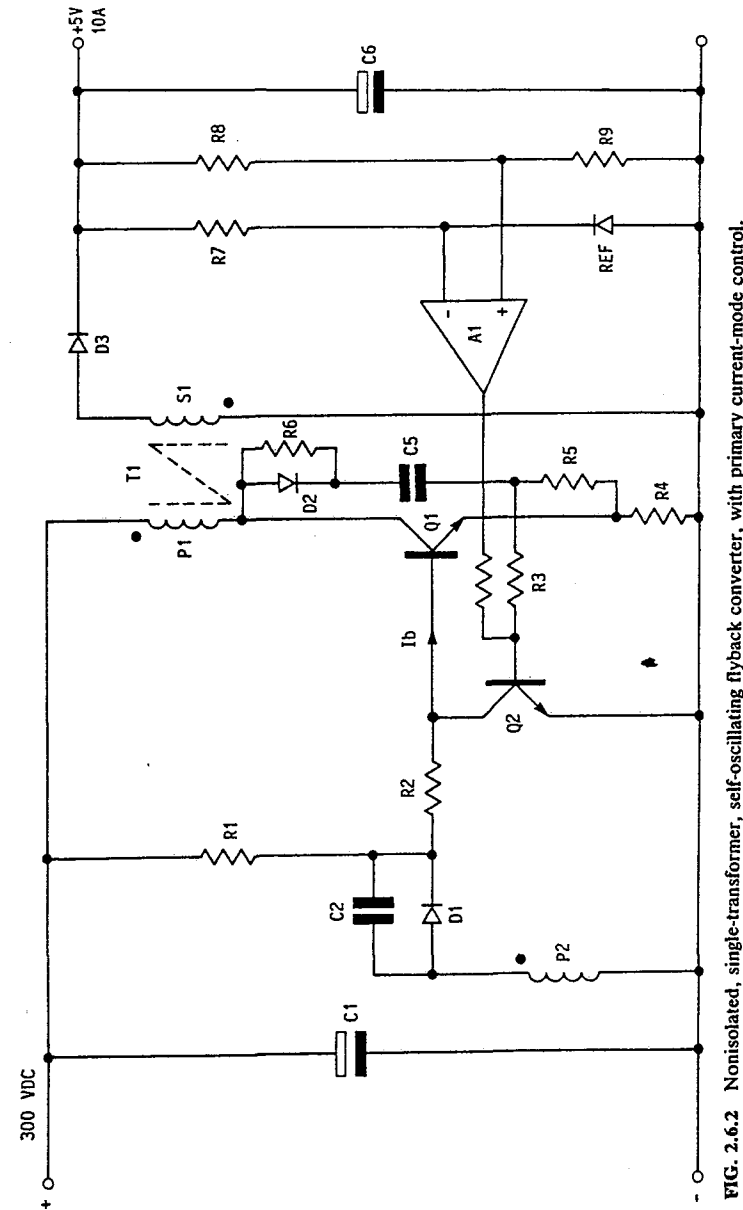 300 VDC
+
C1
P2
C2
D1
R1
R2
Ib
Q2
Q1
R3
R4
R5
C5
D2
R6
P1
T1
S1
D3
A1
-
+
REF
R7
R8
R9
C6
+5V
10A
-
FIG. 2.6.2 Nonisolated, single-transformer, self-oscillating flyback converter, with primary current-mode control.